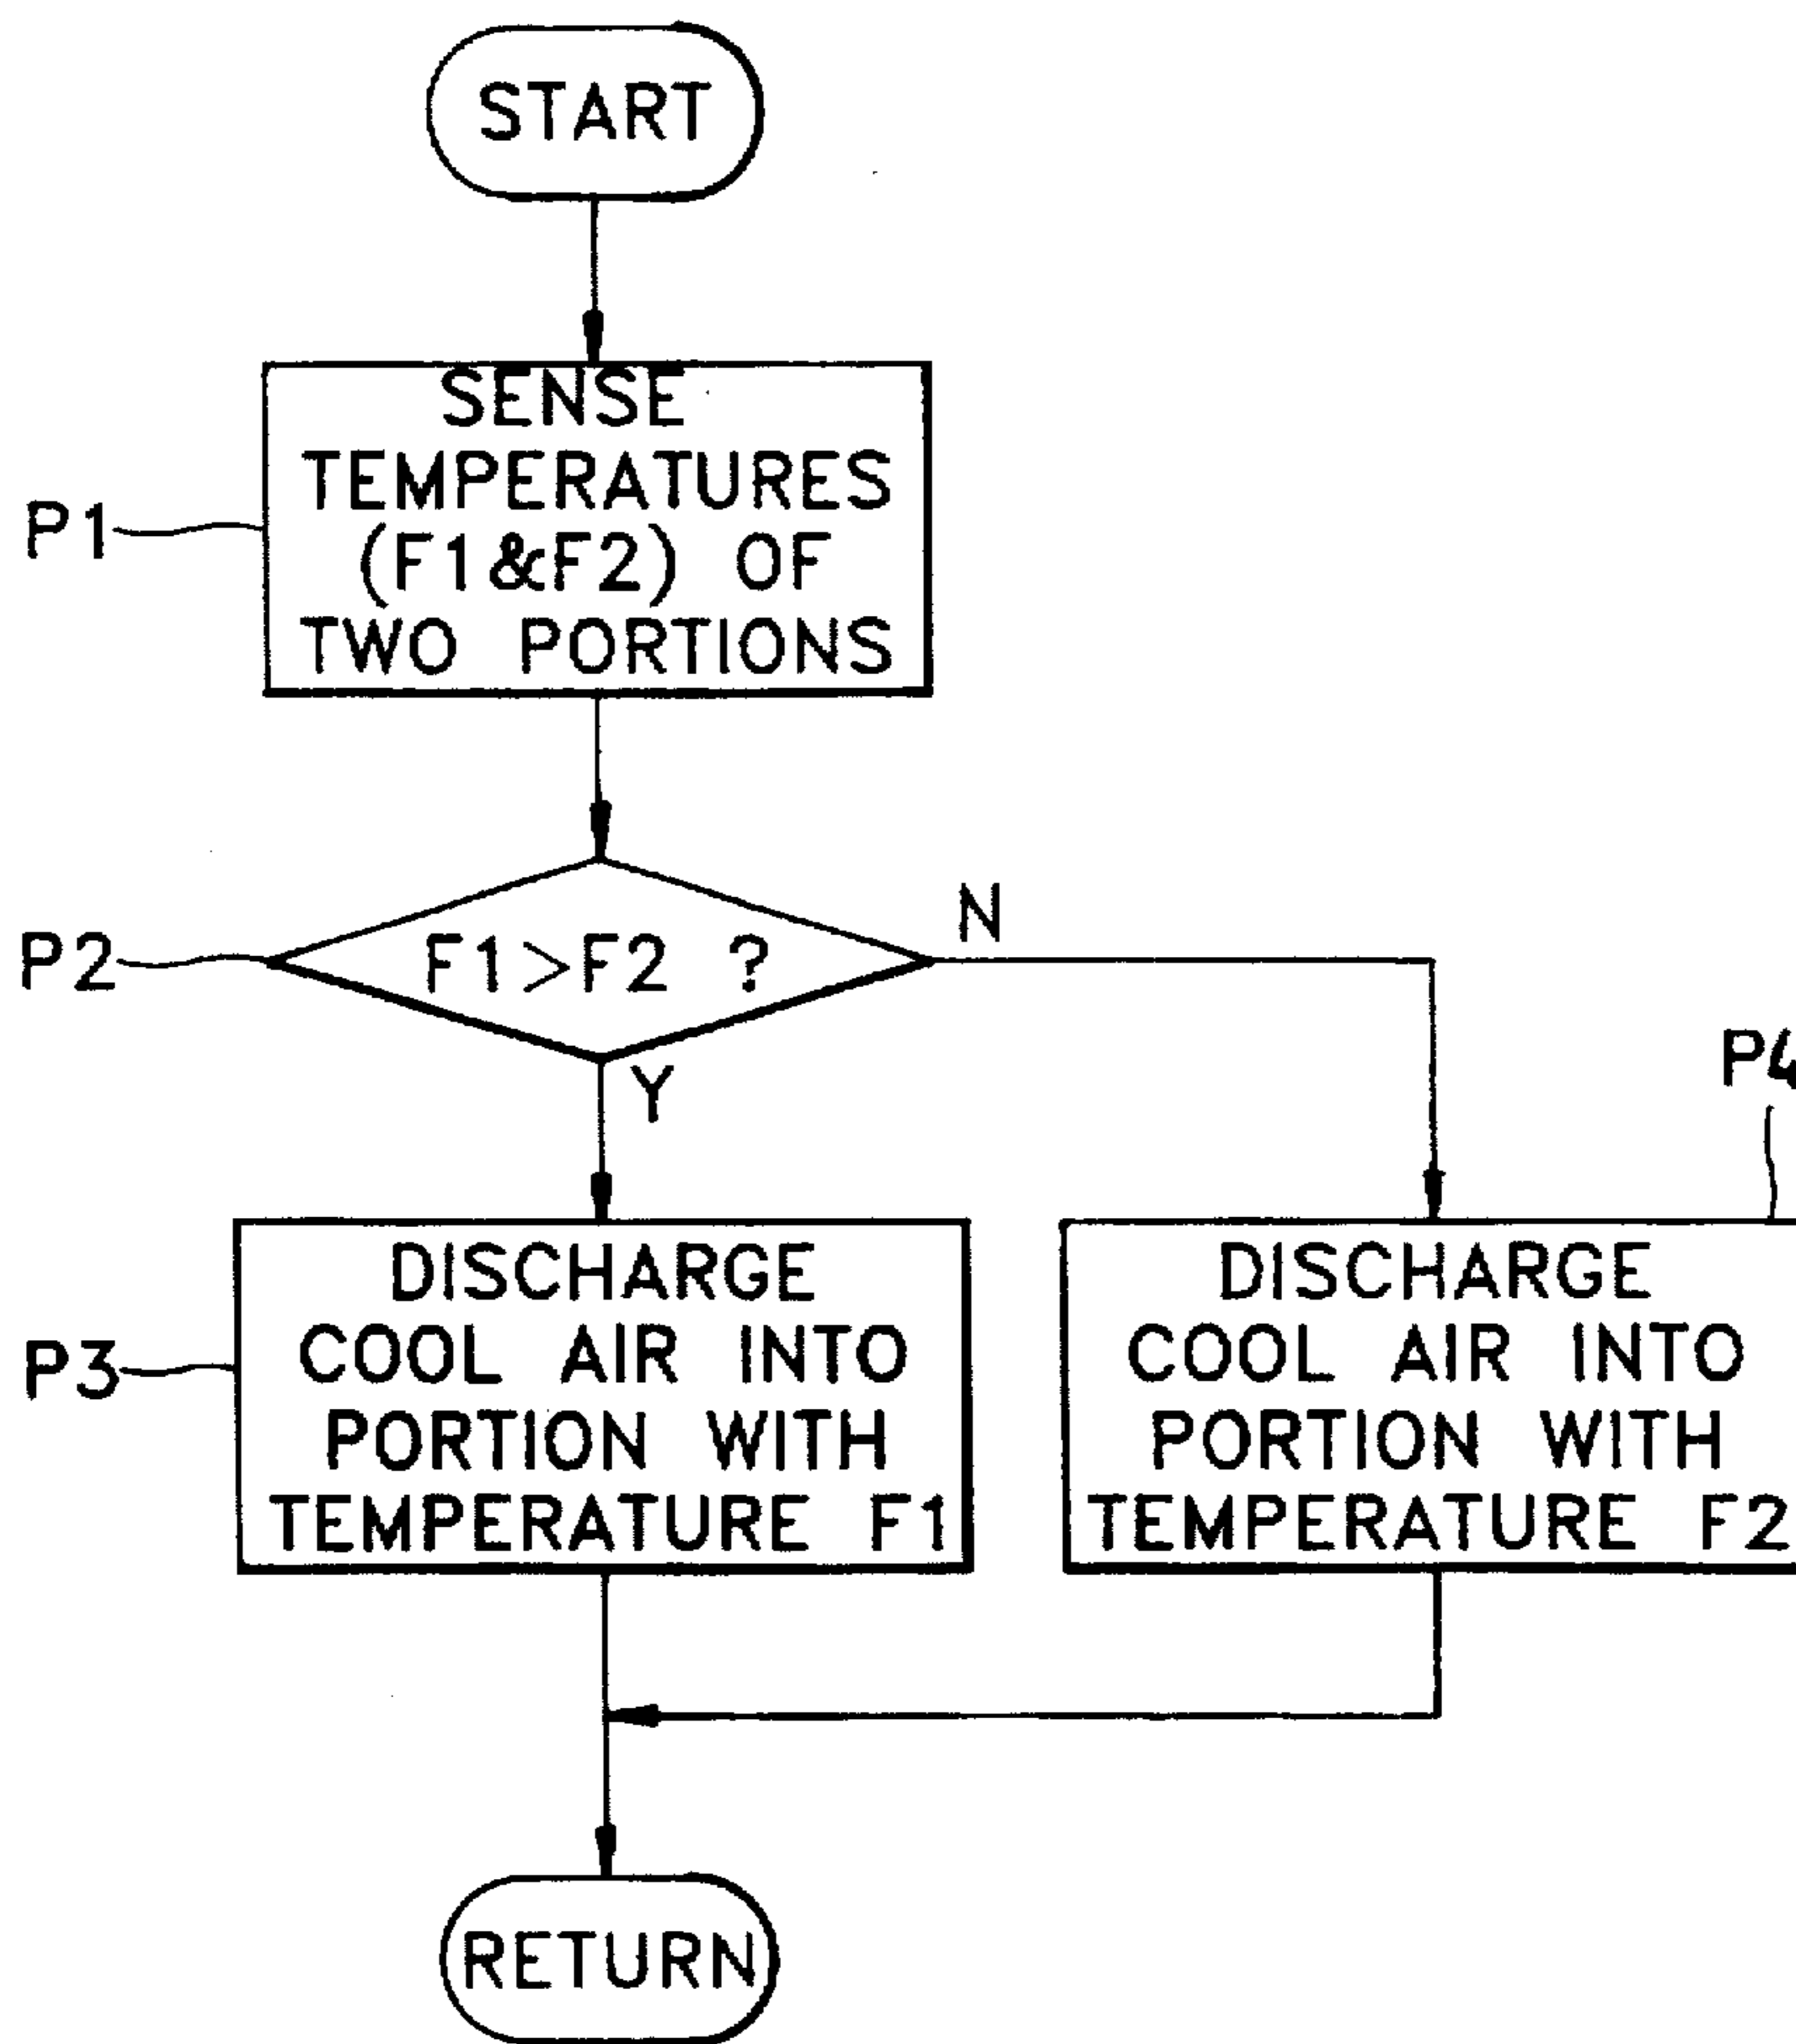 START
SENSE
TEMPERATURES
(F1&F2) OF
TWO PORTIONS
P1
P2
F1>F2 ?
N
Y
P4
DISCHARGE
COOL AIR INTO
PORTION WITH
TEMPERATURE F1
P3
DISCHARGE
COOL AIR INTO
PORTION WITH
TEMPERATURE F2
RETURN